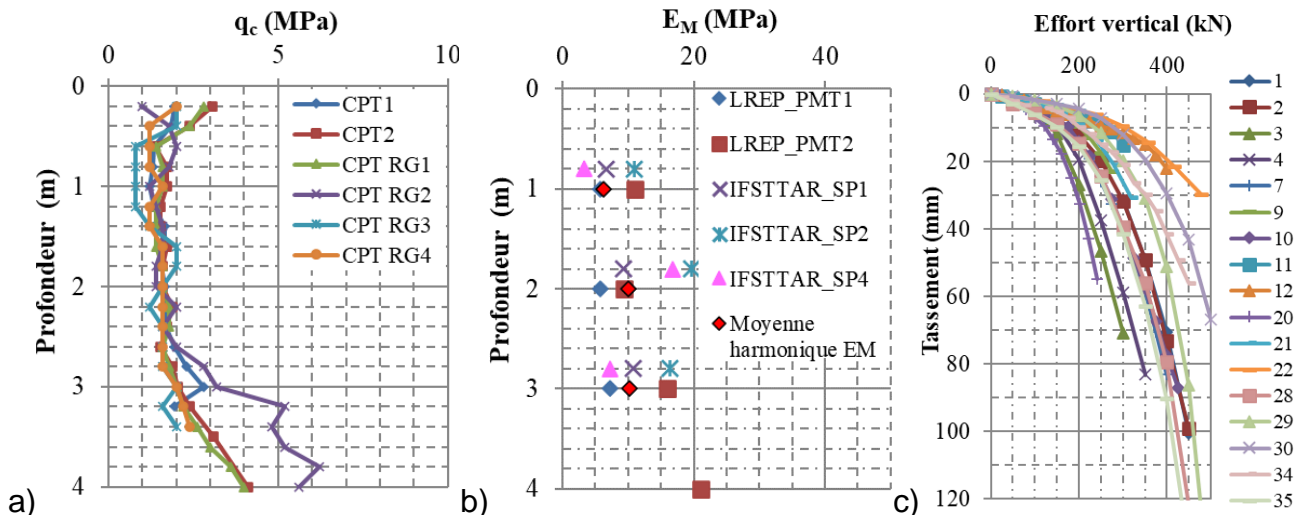 q_c (MPa)
0 5 10
Profondeur (m)
0
1
2
3
4
CPT1
CPT2
CPT RG1
CPT RG2
CPT RG3
CPT RG4
a)
E_M (MPa)
0 20 40
Profondeur (m)
0
1
2
3
4
LREP_PMT1
LREP_PMT2
IFSTTAR_SP1
IFSTTAR_SP2
IFSTTAR_SP4
Moyenne
harmonique EM
b)
Effort vertical (kN)
0 200 400
Tassement (mm)
0
20
40
60
80
100
120
1
2
3
4
7
9
10
11
12
20
21
22
28
29
30
34
35
c)